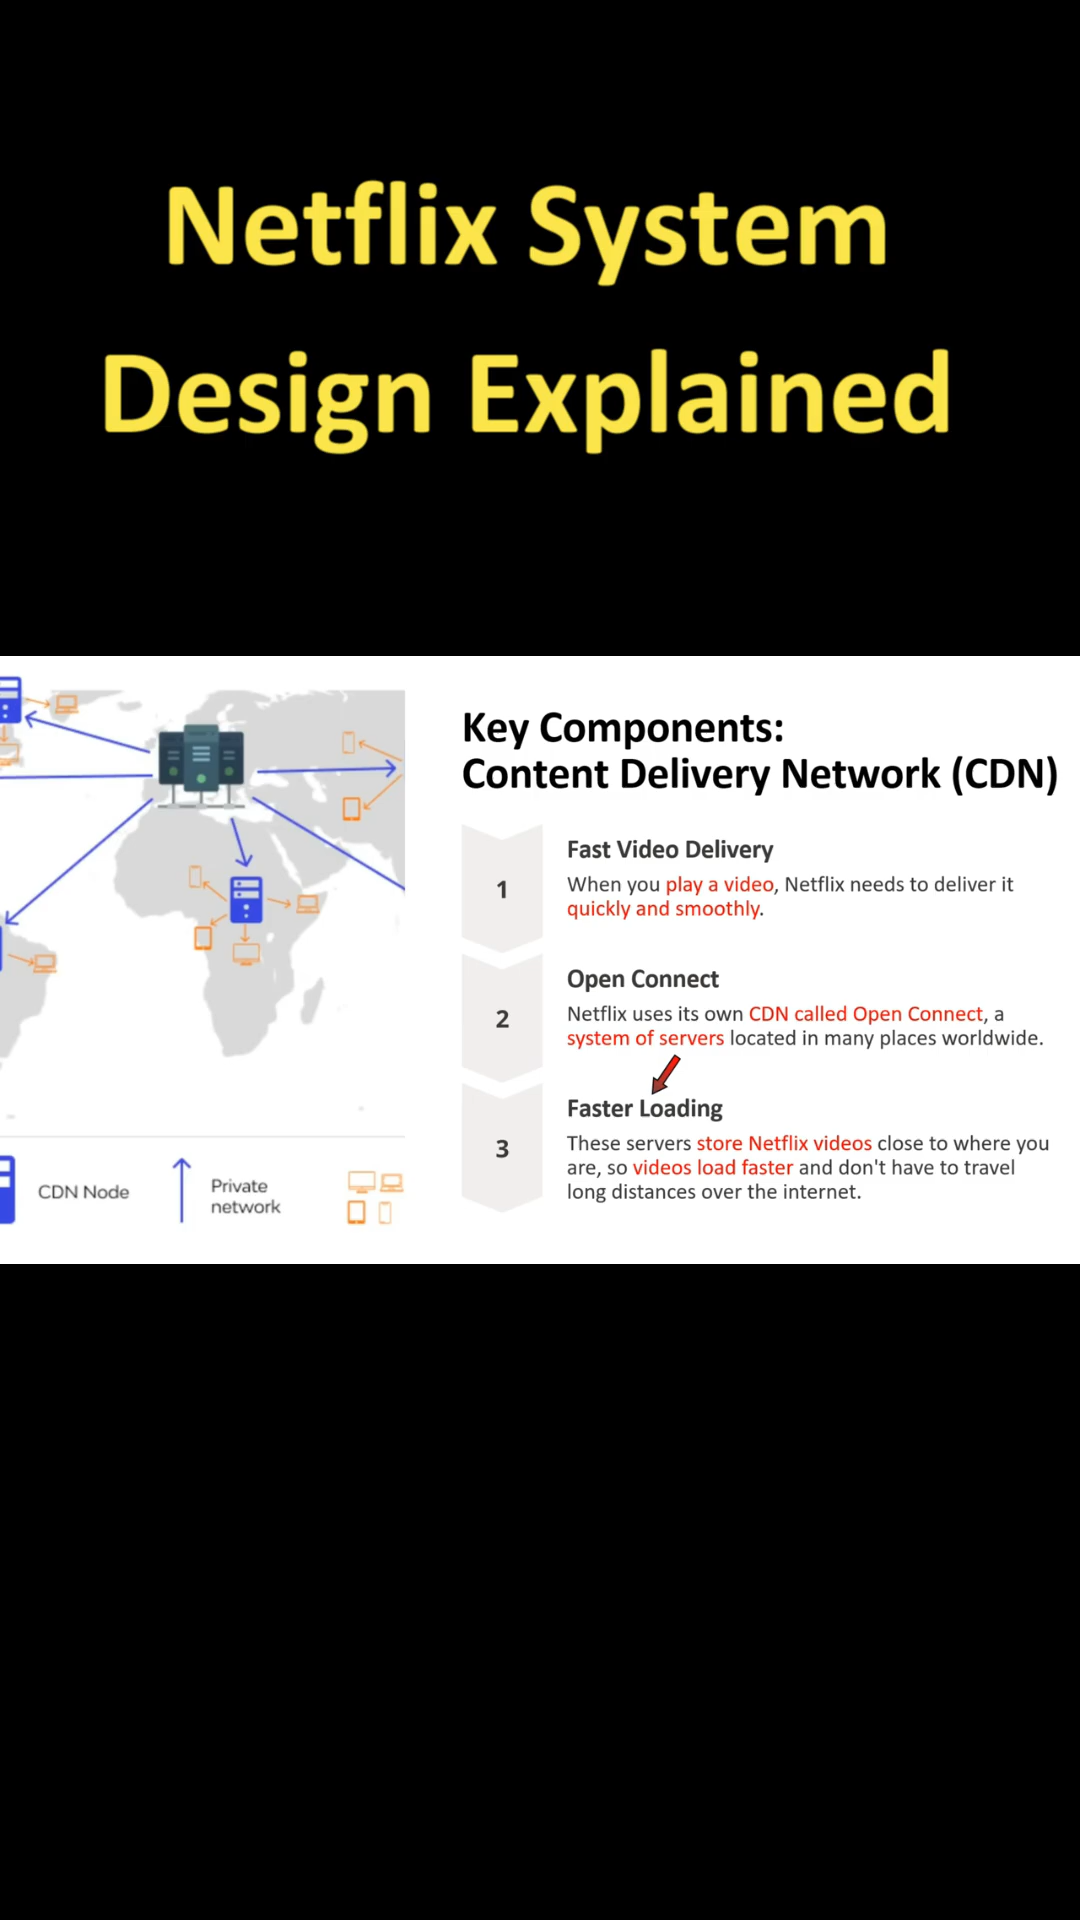 Netflix System
Design Explained
Key Components:
Content Delivery Network (CDN)
1
Fast Video Delivery
When you play a video, Netflix needs to deliver it
quickly and smoothly.
2
Open Connect
Netflix uses its own CDN called Open Connect, a
system of servers located in many places worldwide.
3
Faster Loading
These servers store Netflix videos close to where you
are, so videos load faster and don't have to travel
long distances over the internet.
CDN Node
Private
network